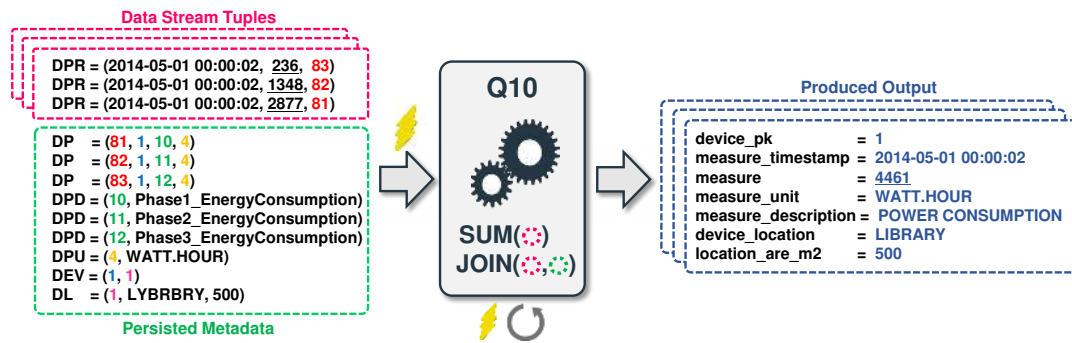 Data Stream Tuples
DPR = (2014-05-01 00:00:02, 236, 83)
DPR = (2014-05-01 00:00:02, 1348, 82)
DPR = (2014-05-01 00:00:02, 2877, 81)
DP = (81, 1, 10, 4)
DP = (82, 1, 11, 4)
DP = (83, 1, 12, 4)
DPD = (10, Phase1_EnergyConsumption)
DPD = (11, Phase2_EnergyConsumption)
DPD = (12, Phase3_EnergyConsumption)
DPU = (4, WATT.HOUR)
DEV = (1, 1)
DL = (1, LYBRBRY, 500)
Persisted Metadata
Q10
SUM( )
JOIN( , )
Produced Output
device_pk = 1
measure_timestamp = 2014-05-01 00:00:02
measure = 4461
measure_unit = WATT.HOUR
measure_description = POWER CONSUMPTION
device_location = LIBRARY
location_are_m2 = 500